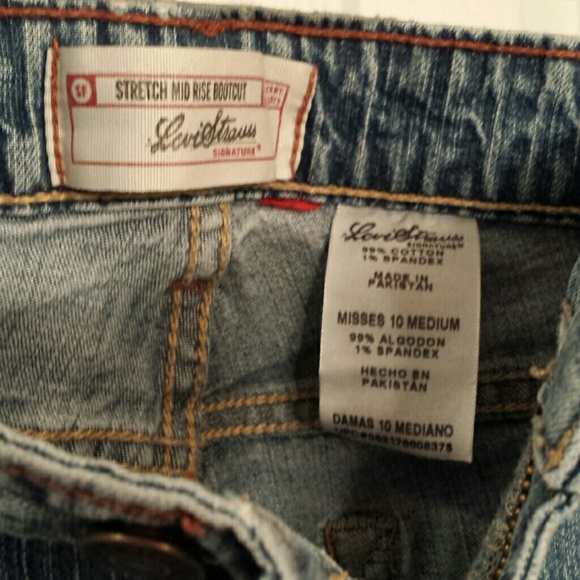 SF
STRETCH MID RISE BOOTCUT
Levi Strauss
SIGNATURE®
Levi Strauss
SIGNATURE®
99% COTTON
1% SPANDEX
MADE IN
PAKISTAN
MISSES 10 MEDIUM
99% ALGODON
1% SPANDEX
HECHO EN
PAKISTAN
DAMAS 10 MEDIANO